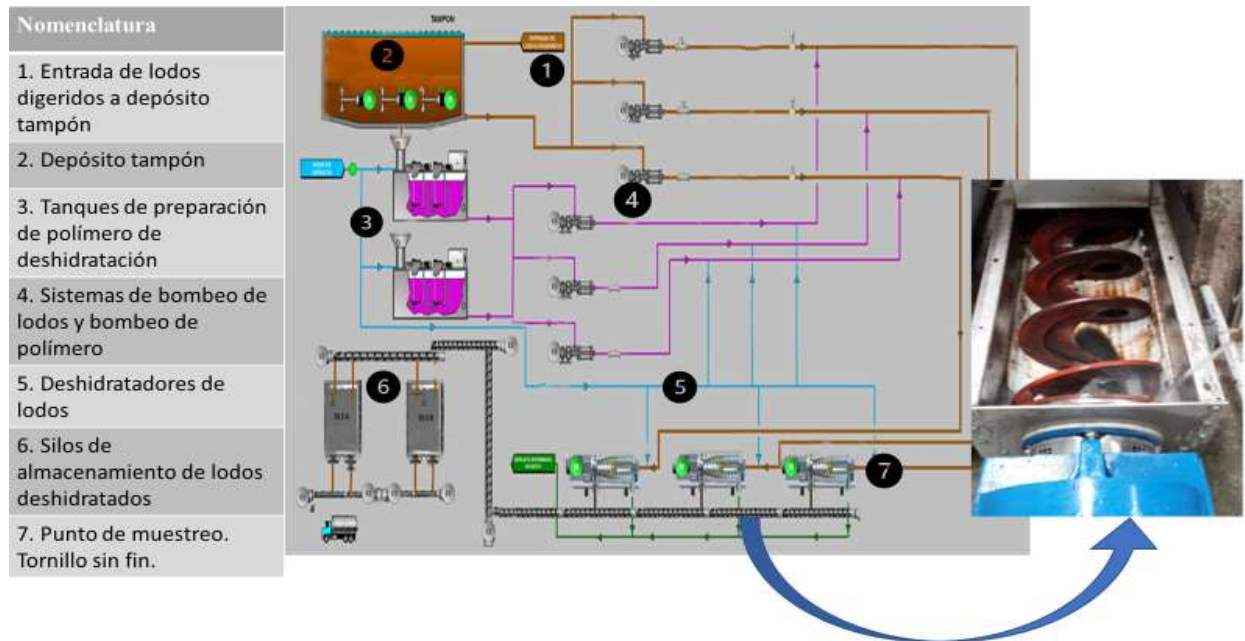 Nomenclatura
1. Entrada de lodos
digeridos a depósito
tampón
2. Depósito tampón
3. Tanques de preparación
de polímero de
deshidratación
4. Sistemas de bombeo de
lodos y bombeo de
polímero
5. Deshidratadores de
lodos
6. Silos de
almacenamiento de lodos
deshidratados
7. Punto de muestreo.
Tornillo sin fin.
TAMPON
2
1
3
4
6
5
7